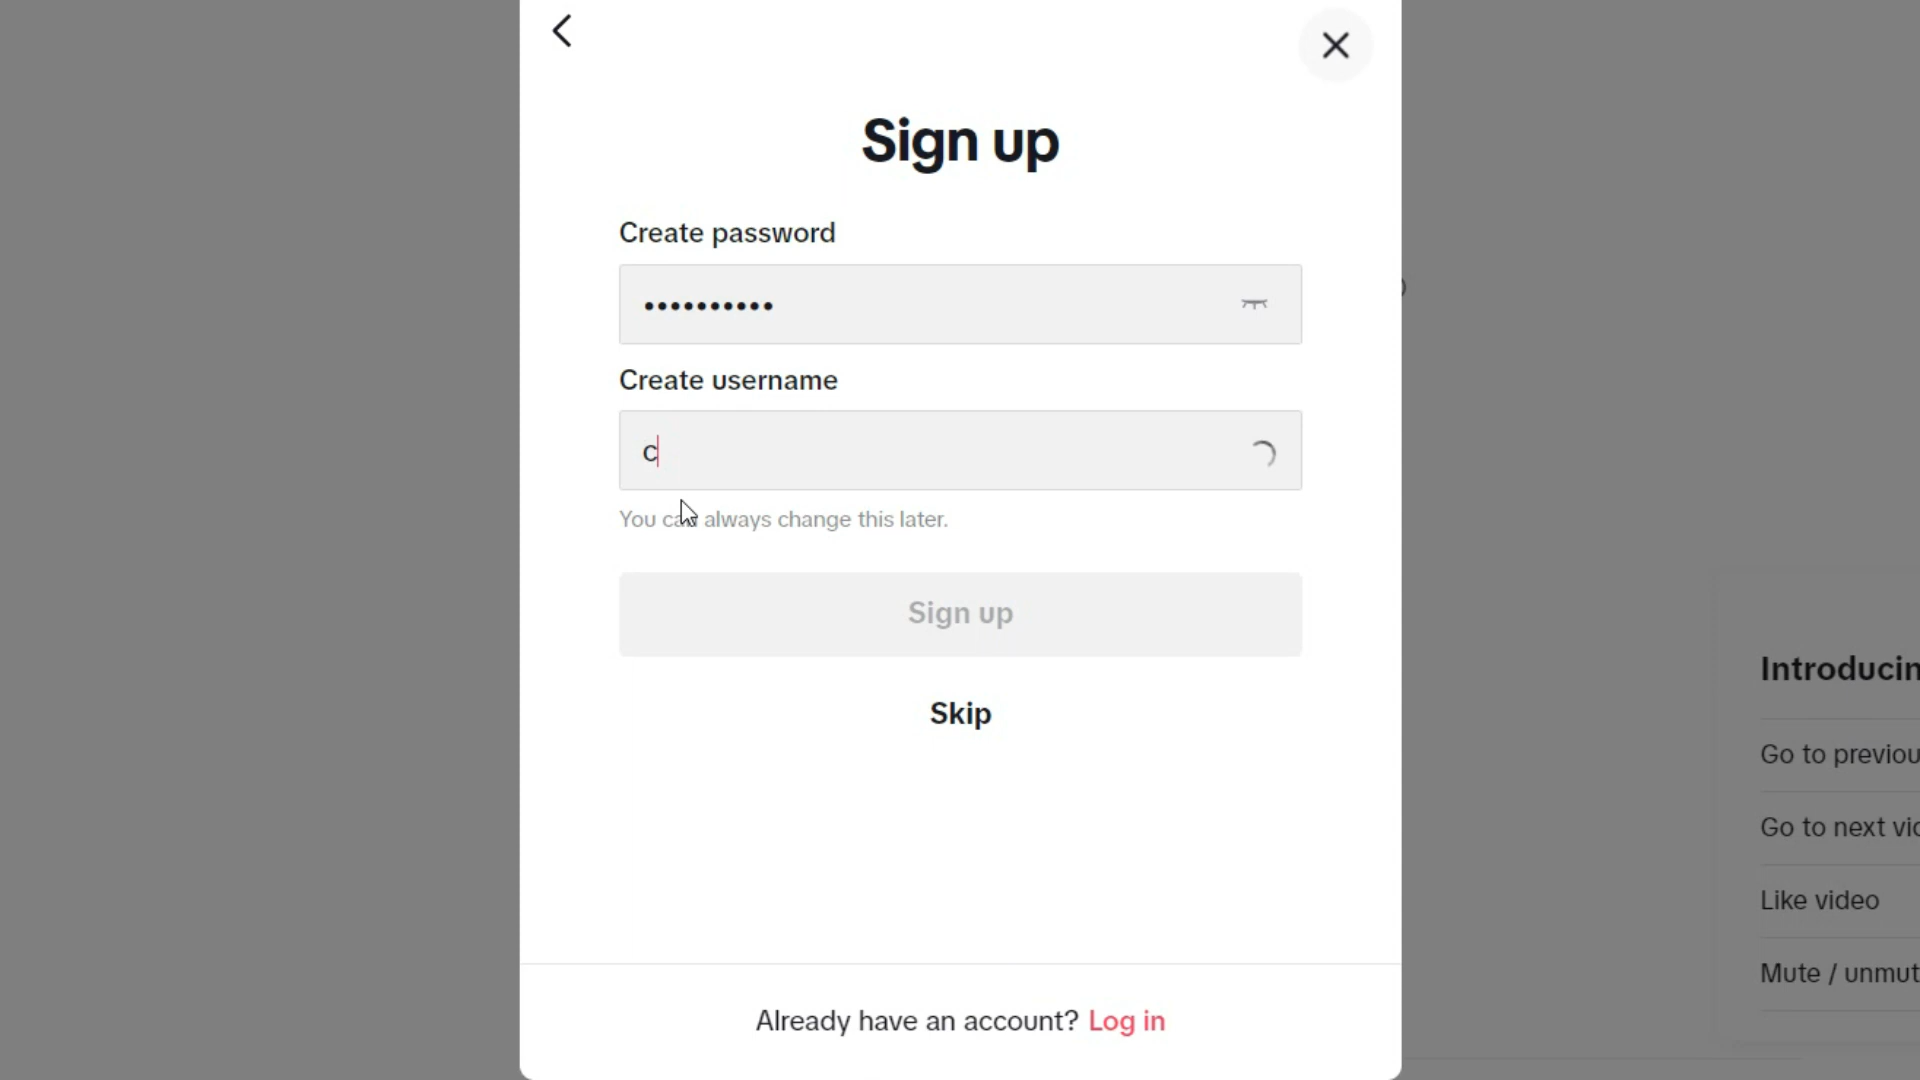 Sign up
Create password
••••••••••
Create username
c
You can always change this later.
Sign up
Skip
Already have an account? Log in
Introducin
Go to previou
Go to next vid
Like video
Mute / unmut